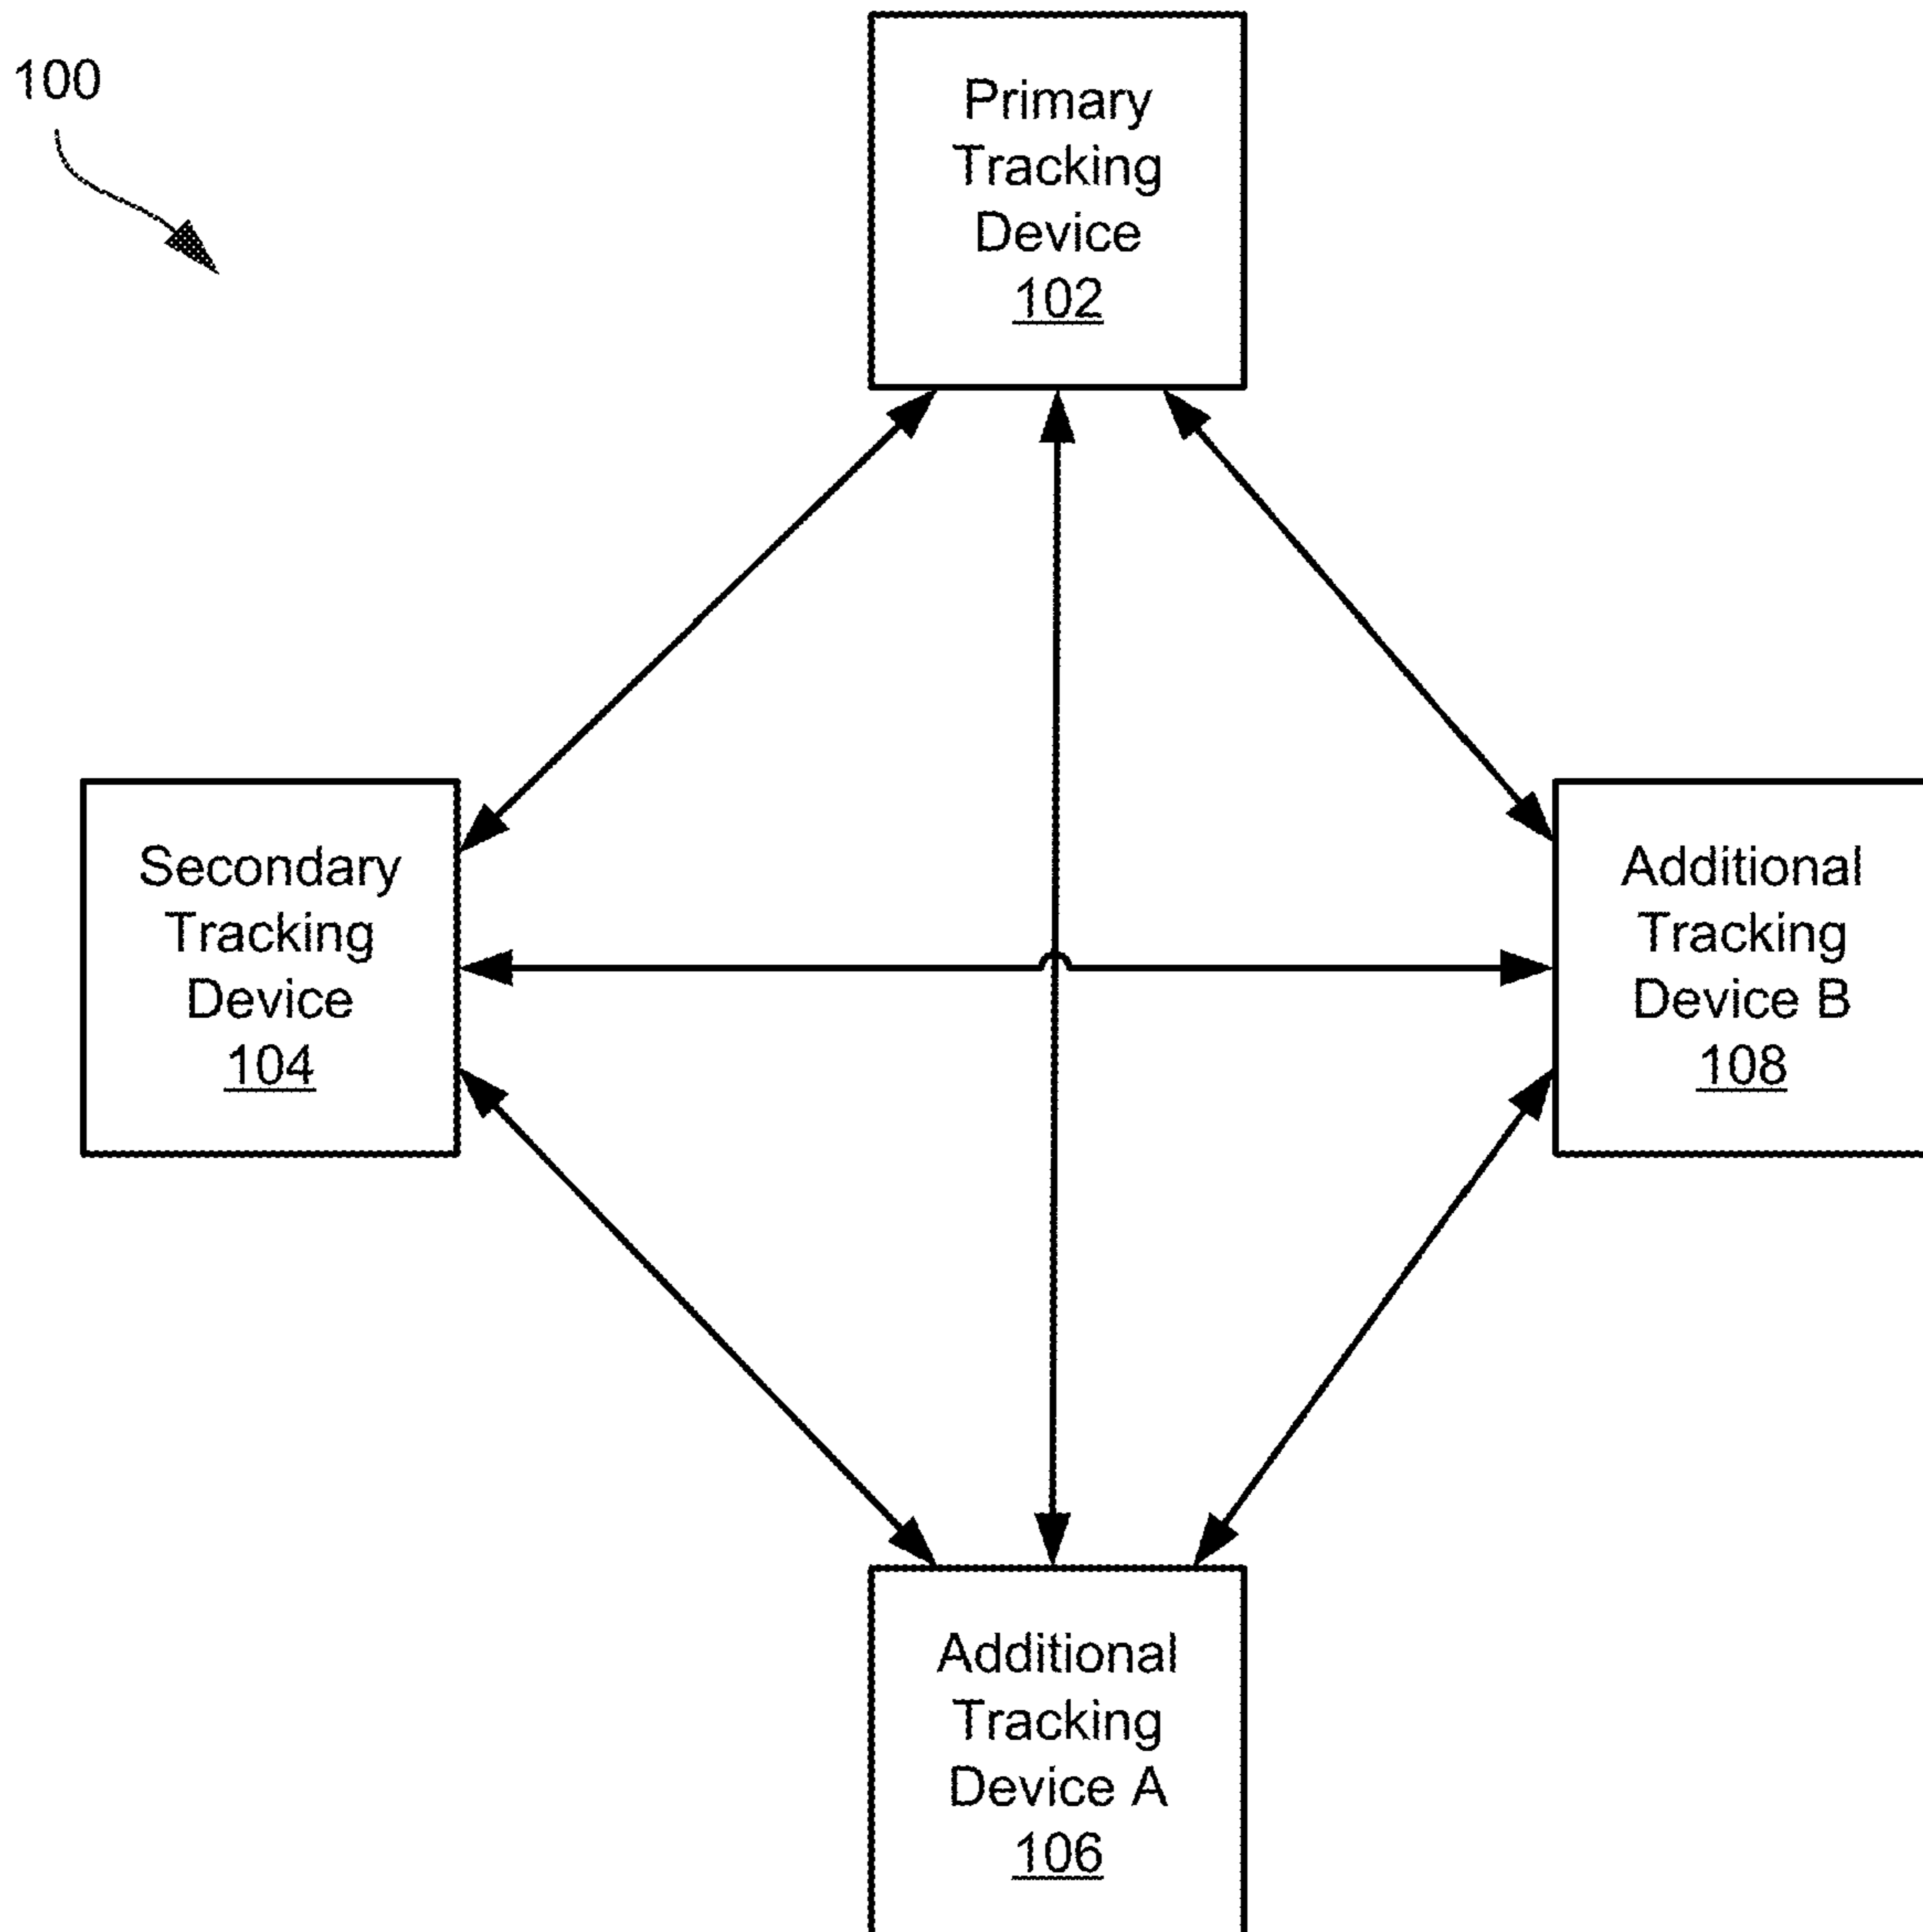 100
Primary
Tracking
Device
102
Secondary
Tracking
Device
104
Additional
Tracking
Device B
108
Additional
Tracking
Device A
106